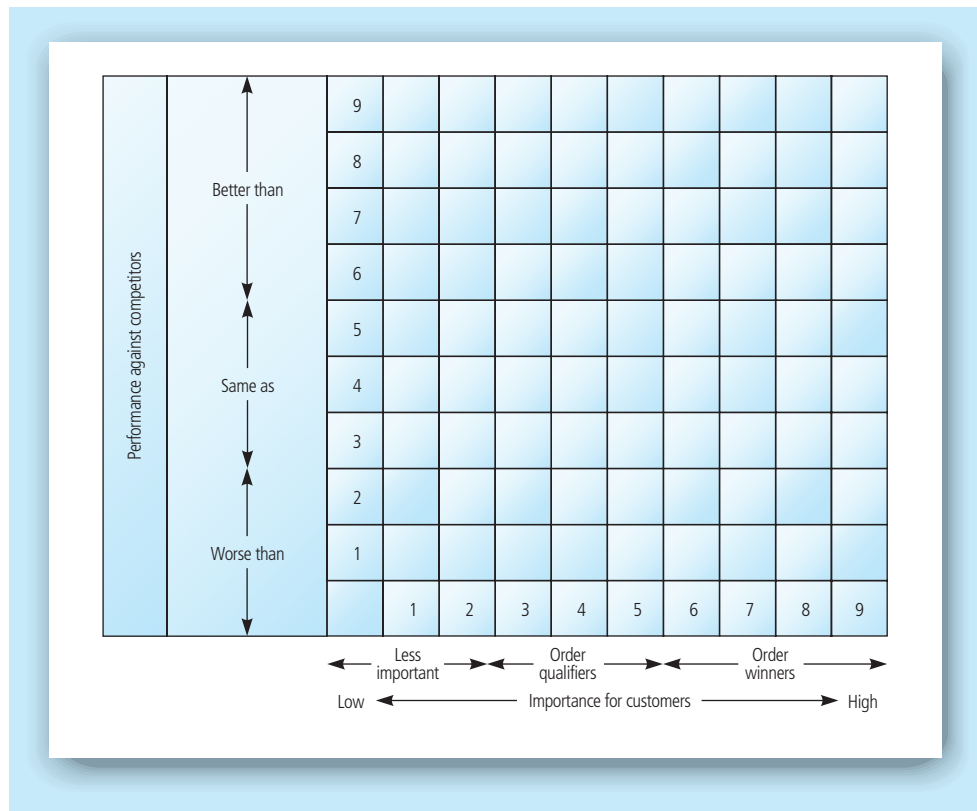 Performance against competitors
Better than
Same as
Worse than
9
8
7
6
5
4
3
2
1
1 2 3 4 5 6 7 8 9
Less
important
Order
qualifiers
Order
winners
Low
Importance for customers
High